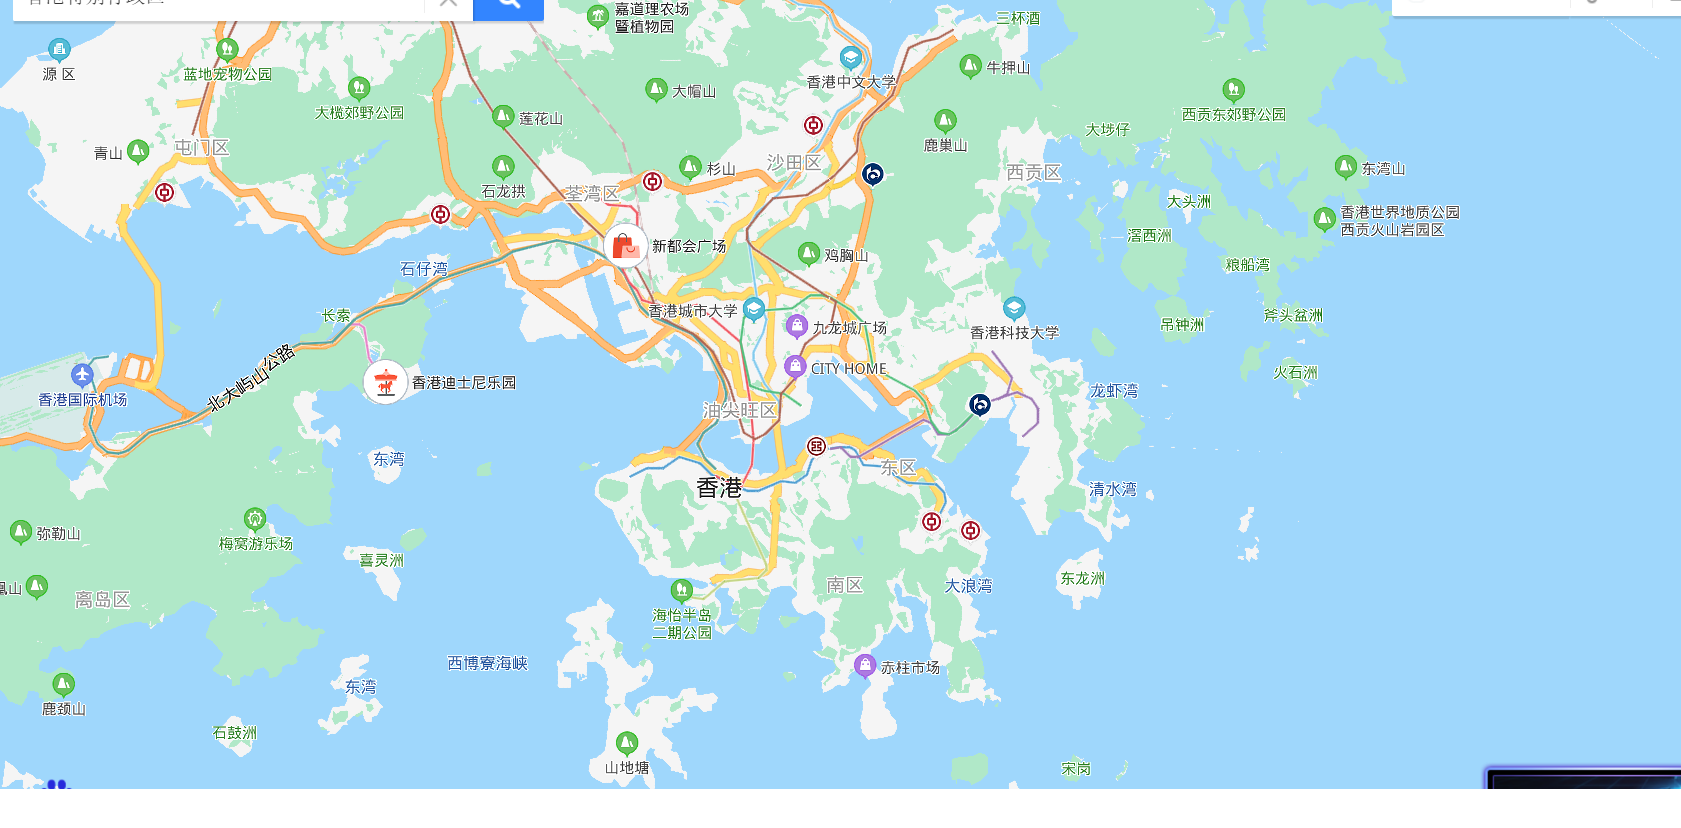 嘉道理农场
暨植物园
三杯酒
源 区
蓝地宠物公园
大榄郊野公园
大帽山
香港中文大学
牛押山
西贡东郊野公园
莲花山
大埗仔
青山
屯门区
鹿巢山
石龙拱
杉山
沙田区
西贡区
东湾山
荃湾区
大头洲
香港世界地质公园
西贡火山岩园区
滘西洲
新都会广场
鸡胸山
石仔湾
粮船湾
长索
香港城市大学
九龙城广场
香港科技大学
吊钟洲
斧头盆洲
北大屿山公路
CITY HOME
火石洲
香港迪士尼乐园
龙虾湾
香港国际机场
油尖旺区
东湾
东区
香港
清水湾
弥勒山
梅窝游乐场
喜灵洲
东龙洲
凰山
离岛区
南区
大浪湾
海怡半岛
二期公园
西博寮海峡
赤柱市场
东湾
鹿颈山
石鼓洲
山地塘
宋岗